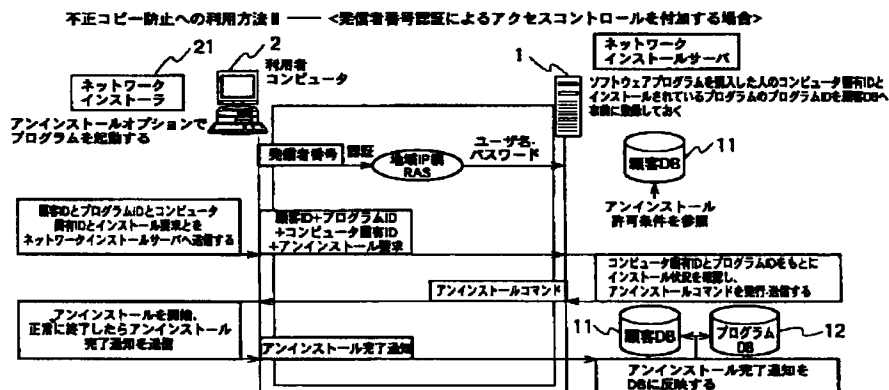 不正コピー防止への利用方法Ⅱ —— <発信者番号認証によるアクセスコントロールを付加する場合>
21
2
利用者
コンピュータ
1
ネットワーク
インストールサーバ
ネットワーク
インストーラ
ソフトウェアプログラムを購入した人のコンピュータ固有IDと
インストールされているプログラムのプログラムIDを顧客DBへ
事前に登録しておく
アンインストールオプションで
プログラムを起動する
発信者番号
認証
地域IP網
RAS
ユーザ名・
パスワード
顧客DB
11
アンインストール
許可条件を参照
顧客IDとプログラムIDとコンピュータ
固有IDとインストール要求とを
ネットワークインストールサーバへ送信する
顧客ID+プログラムID
+コンピュータ固有ID
+アンインストール要求
コンピュータ固有IDとプログラムIDをもとに
インストール状況を確認し、
アンインストールコマンドを発行・送信する
アンインストールコマンド
アンインストールを開始、
正常に終了したらアンインストール
完了通知を送信
11
顧客DB
プログラム
DB
12
アンインストール完了通知
アンインストール完了通知を
DBに反映する